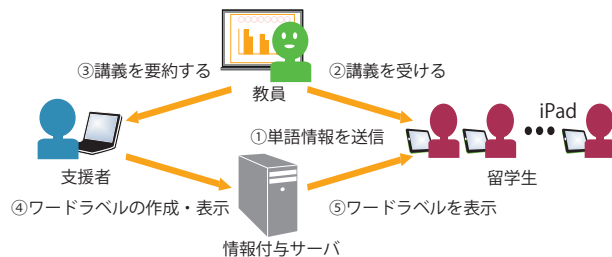 ③講義を要約する
②講義を受ける
教員
iPad
①単語情報を送信
支援者
留学生
④ワードラベルの作成・表示
⑤ワードラベルを表示
情報付与サーバ